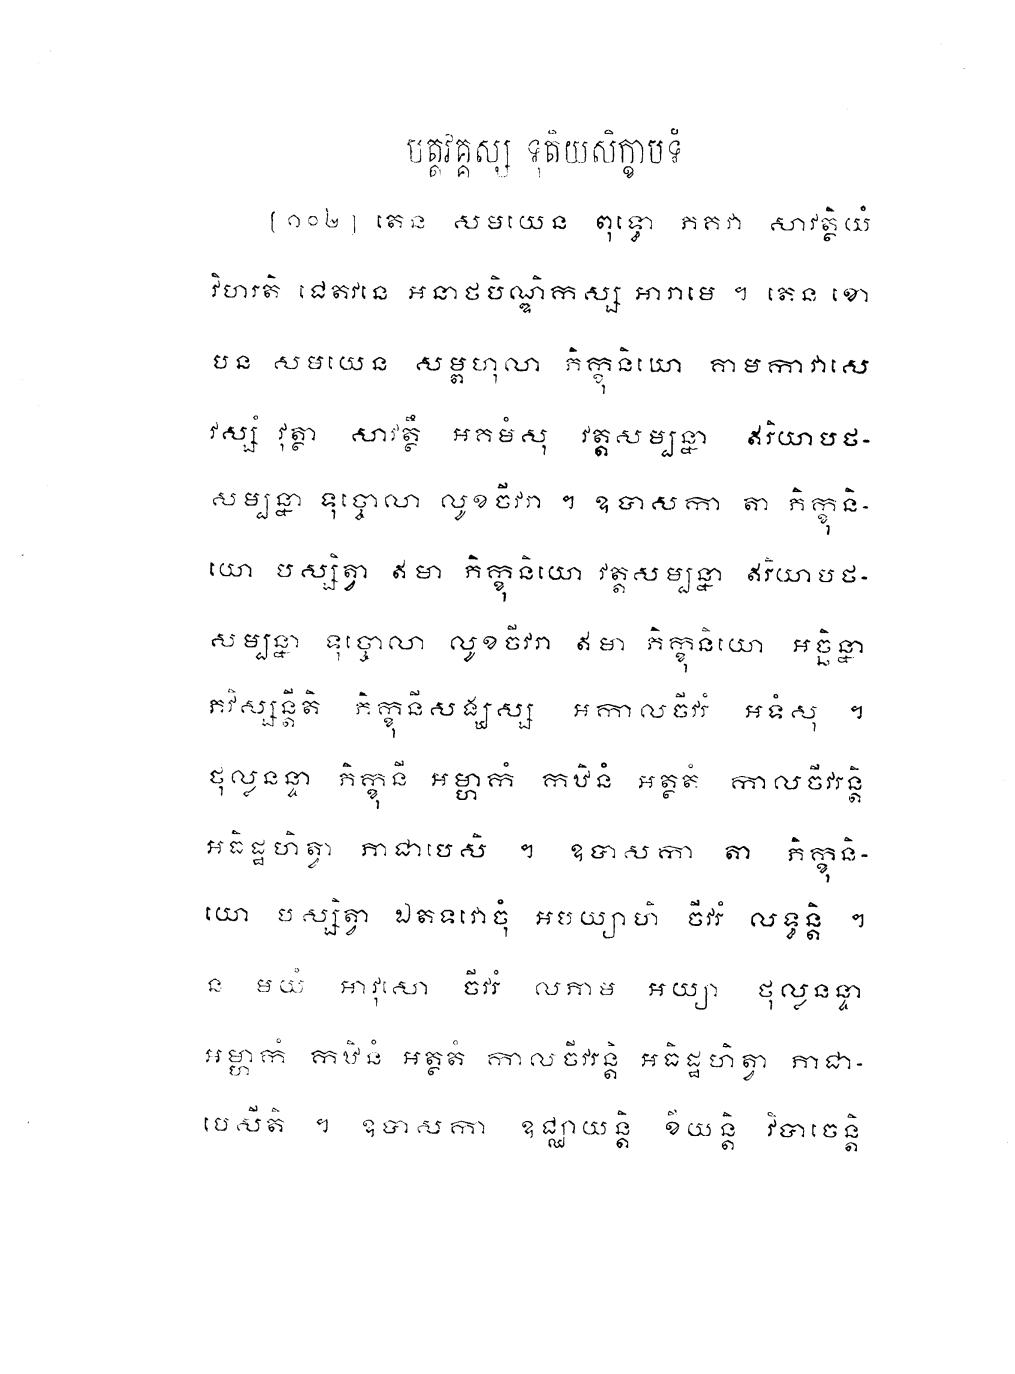 បត្តវគ្គស្ស ទុតិយសិក្ខាបទំ
[១០២] តេន សមយេន ពុទ្ធោ ភគវា សាវត្ថិយំ
វិហរតិ ជេតវនេ អនាថបិណ្ឌិកស្ស អារាមេ ។ តេន ខោ
បន សមយេន សម្ពហុលា ភិក្ខុនិយោ គាមកាវាសេ
វស្សំ វុត្ថា សាវត្ថឹ អគមំសុ វត្តសម្បន្នា ឥរិយាបថ-
សម្បន្នា ទុច្ចោលា លូខចីវរា ។ ឧបាសកា តា ភិក្ខុនិ-
យោ បស្សិត្វា ឥមា ភិក្ខុនិយោ វត្តសម្បន្នា ឥរិយាបថ-
សម្បន្នា ទុច្ចោលា លូខចីវរា ឥមា ភិក្ខុនិយោ អច្ឆិន្នា
ភវិស្សន្តីតិ ភិក្ខុនីសង្ឃស្ស អកាលចីវរំ អទំសុ ។
ថុល្លនន្ទា ភិក្ខុនី អម្ហាកំ កឋិនំ អត្ថតំ កាលចីវរន្តិ
អធិដ្ឋហិត្វា ភាជាបេសិ ។ ឧបាសកា តា ភិក្ខុនិ-
យោ បស្សិត្វា ឯតទវោចុំ អបយ្យាហិ ចីវរំ លទ្ធន្តិ ។
ន មយំ អាវុសោ ចីវរំ លភាម អយ្យា ថុល្លនន្ទា
អម្ហាកំ កឋិនំ អត្ថតំ កាលចីវរន្តិ អធិដ្ឋហិត្វា ភាជា-
បេសីតិ ។ ឧបាសកា ឧជ្ឈាយន្តិ ខីយន្តិ វិបាចេន្តិ